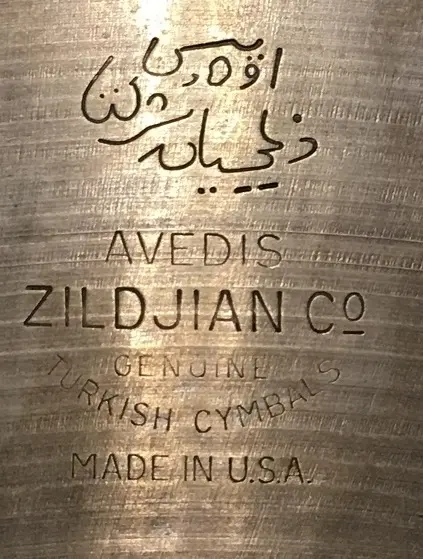 AVEDIS
ZILDJIAN Cº
GENUINE
TURKISH CYMBALS
MADE IN U.S.A.